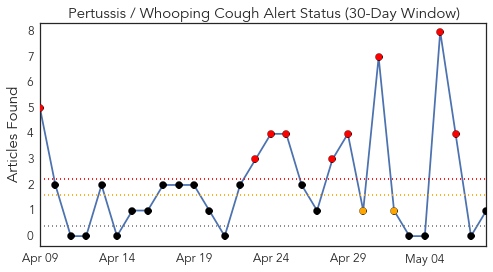 Pertussis / Whooping Cough Alert Status (30-Day Window)
Articles Found
8
7
6
5
4
3
2
1
0
Apr 09
Apr 14
Apr 19
Apr 24
Apr 29
May 04